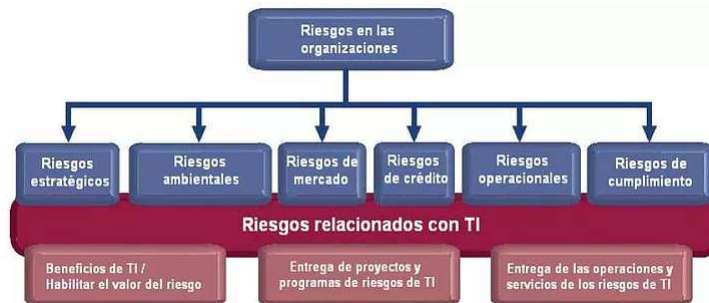 Riesgos en las
organizaciones
Riesgos
estratégicos
Riesgos
ambientales
Riesgos de
mercado
Riesgos
de crédito
Riesgos
operacionales
Riesgos de
cumplimiento
Riesgos relacionados con TI
Beneficios de TI /
Habilitar el valor del riesgo
Entrega de proyectos y
programas de riesgos de TI
Entrega de las operaciones y
servicios de los riesgos de TI